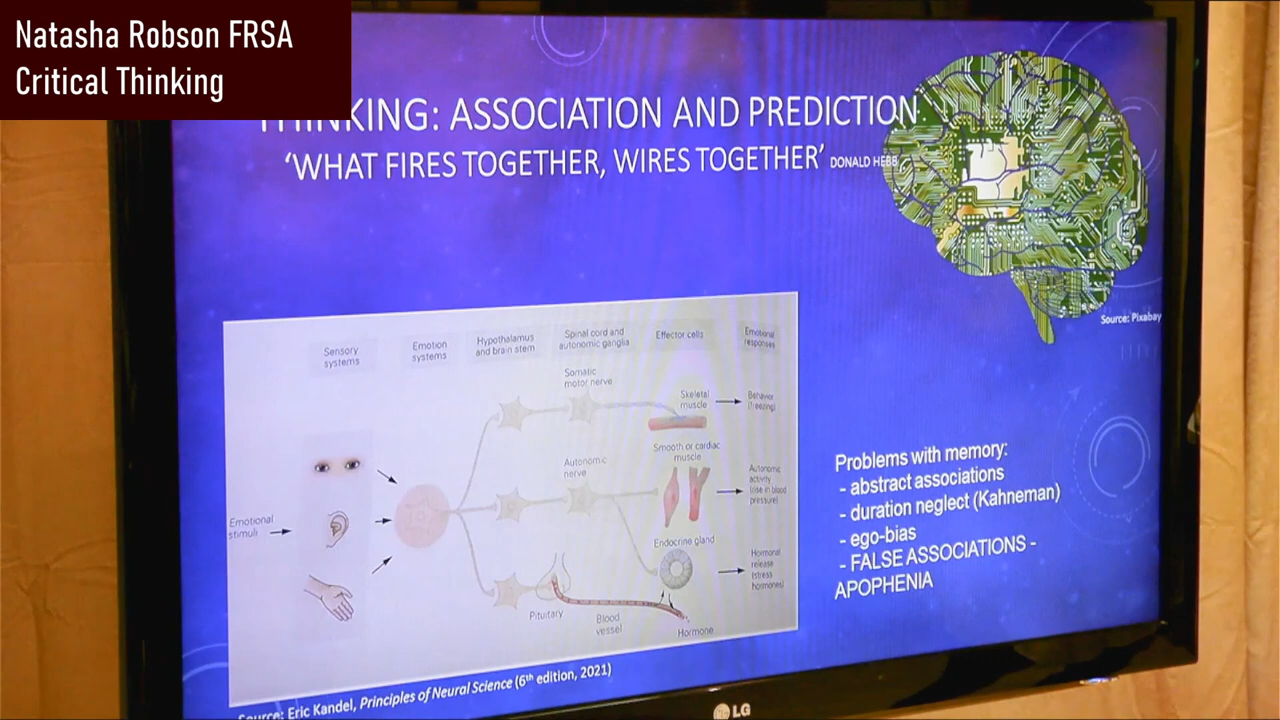 Natasha Robson FRSA
Critical Thinking
THINKING: ASSOCIATION AND PREDICTION
‘WHAT FIRES TOGETHER, WIRES TOGETHER’ DONALD HEBB
Source: Pixabay
Sensory systems
Emotion systems
Hypothalamus and brain stem
Spinal cord and autonomic ganglia
Effector cells
Emotional responses
Somatic motor nerve
Skeletal muscle
Behavior (freezing)
Smooth or cardiac muscle
Autonomic nerve
Autonomic activity (rise in blood pressure)
Emotional stimuli
Endocrine gland
Hormonal release (stress hormones)
Pituitary
Blood vessel
Hormone
Problems with memory:
- abstract associations
- duration neglect (Kahneman)
- ego-bias
- FALSE ASSOCIATIONS -
APOPHENIA
Source: Eric Kandel, Principles of Neural Science (6th edition, 2021)
LG